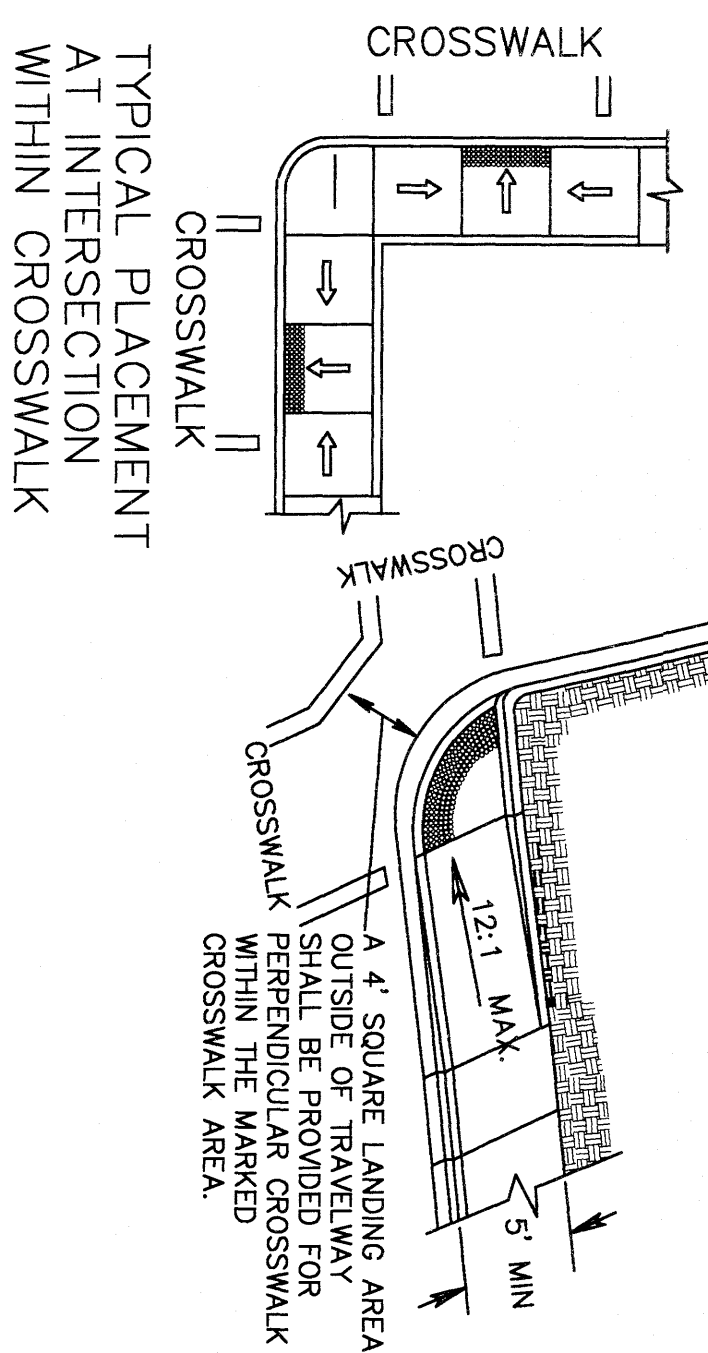 CROSSWALK
CROSSWALK
TYPICAL PLACEMENT
AT INTERSECTION
WITHIN CROSSWALK
CROSSWALK
CROSSWALK
12:1 MAX.
5' MIN
A 4' SQUARE LANDING AREA
OUTSIDE OF TRAVELWAY
SHALL BE PROVIDED FOR
PERPENDICULAR CROSSWALK
WITHIN THE MARKED
CROSSWALK AREA.